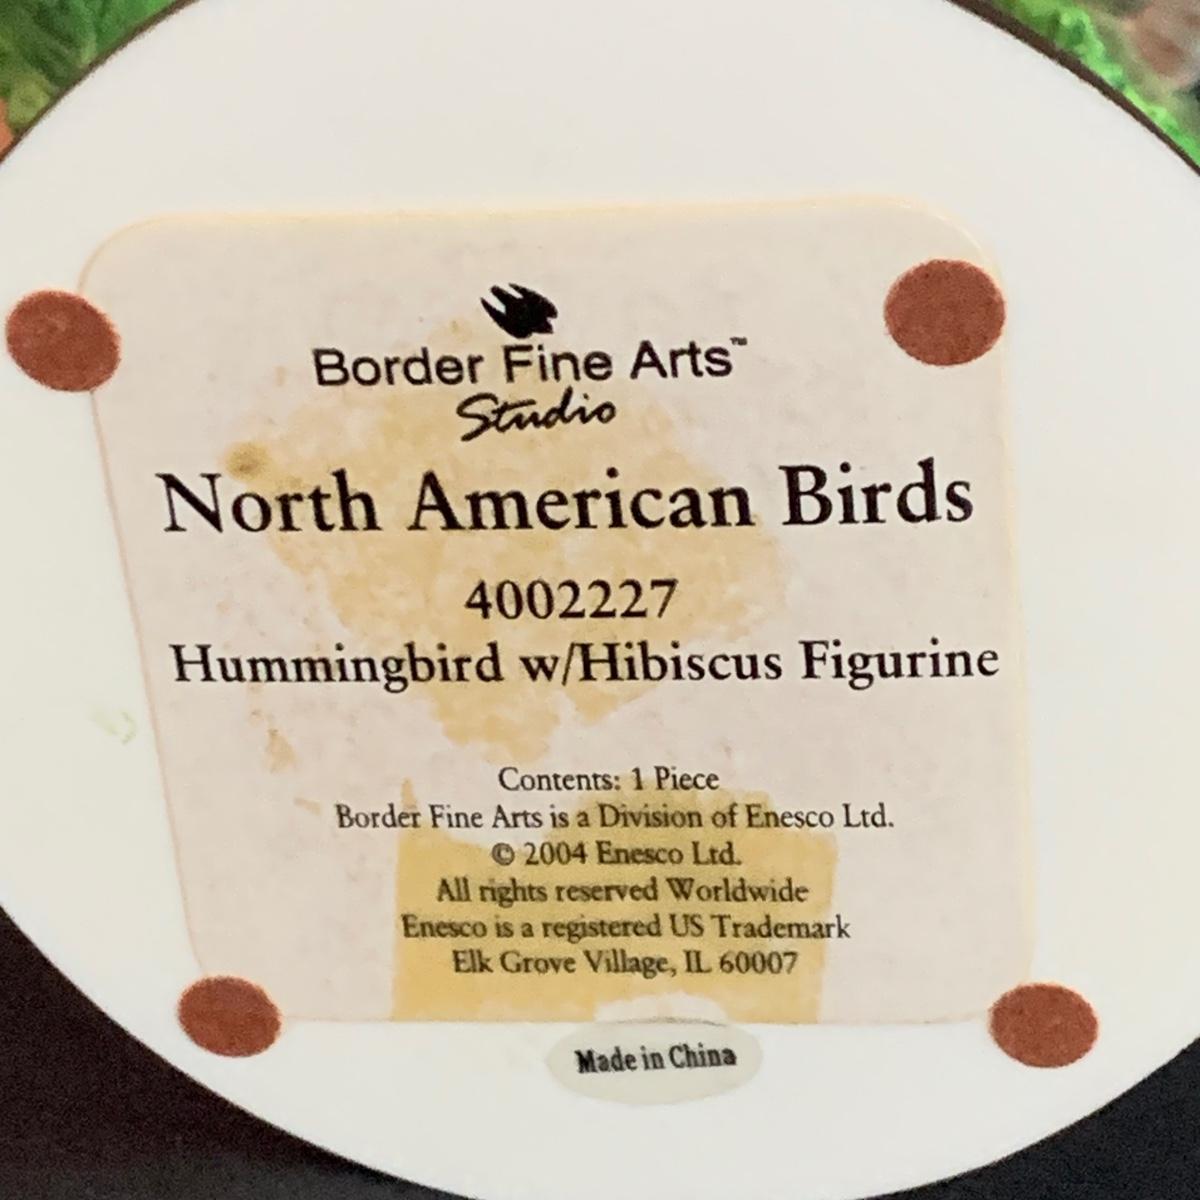 Border Fine Arts™
Studio
North American Birds
4002227
Hummingbird w/Hibiscus Figurine
Contents: 1 Piece
Border Fine Arts is a Division of Enesco Ltd.
© 2004 Enesco Ltd.
All rights reserved Worldwide
Enesco is a registered US Trademark
Elk Grove Village, IL 60007
Made in China